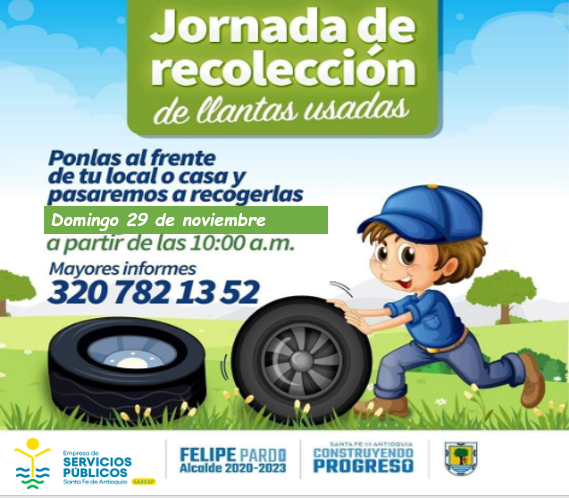 Jornada de
recolección
de llantas usadas
Ponlas al frente
de tu local o casa y
pasaremos a recogerlas
Domingo 29 de noviembre
a partir de las 10:00 a.m.
Mayores informes
320 782 13 52
Empresa de
SERVICIOS
PÚBLICOS
Santa Fe de Antioquia
FELIPE PARDO
Alcalde 2020-2023
SANTA FE DE ANTIOQUIA
CONSTRUYENDO
PROGRESO